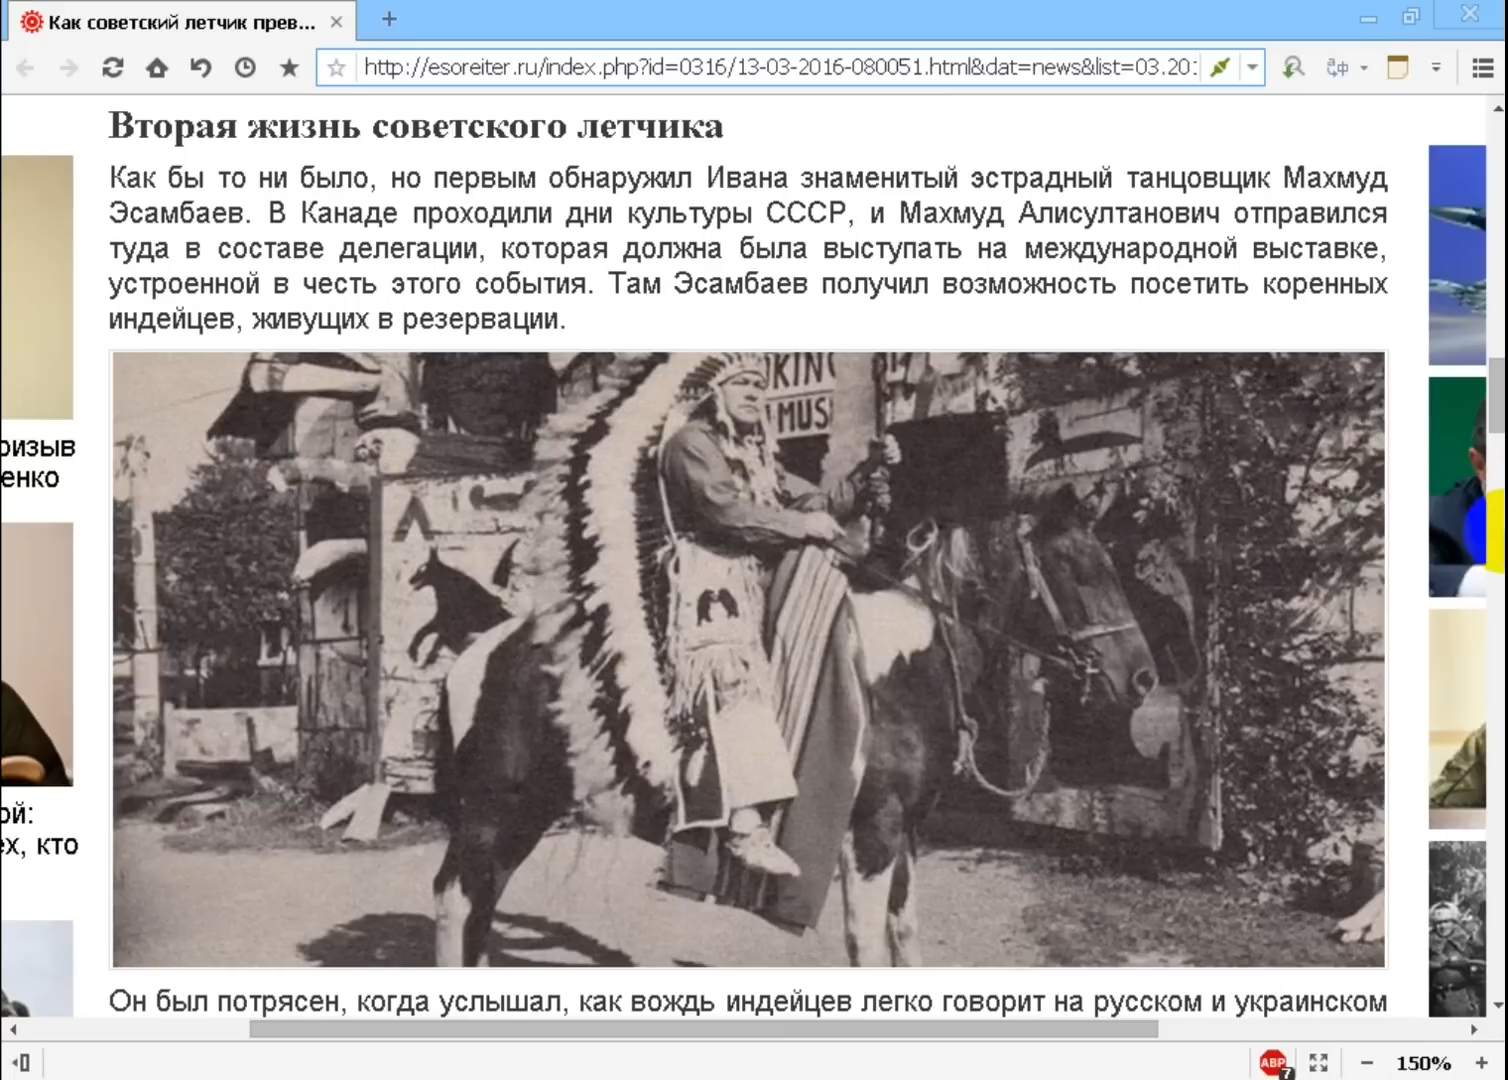 Как советский летчик прев...
http://esoreiter.ru/index.php?id=0316/13-03-2016-080051.html&dat=news&list=03.201
Вторая жизнь советского летчика
Как бы то ни было, но первым обнаружил Ивана знаменитый эстрадный танцовщик Махмуд
Эсамбаев. В Канаде проходили дни культуры СССР, и Махмуд Алисултанович отправился
туда в составе делегации, которая должна была выступать на международной выставке,
устроенной в честь этого события. Там Эсамбаев получил возможность посетить коренных
индейцев, живущих в резервации.
ризыв
енко
ой:
ех, кто
KING
MUS
Он был потрясен, когда услышал, как вождь индейцев легко говорит на русском и украинском
ABP
7
150%